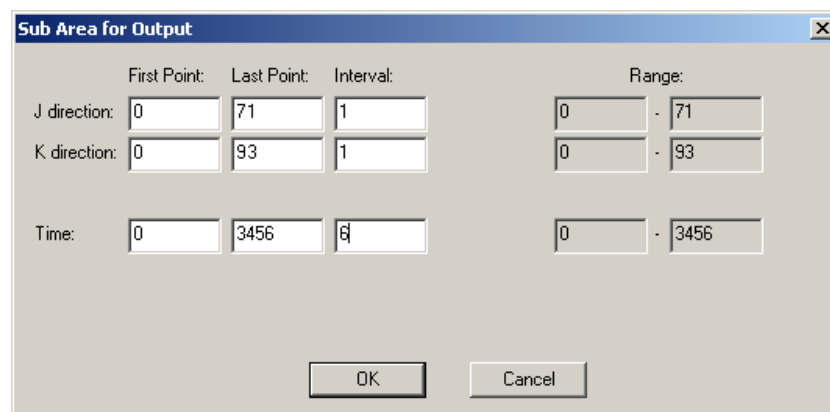 Sub Area for Output
First Point: Last Point: Interval: Range:
J direction: 0 71 1 0 - 71
K direction: 0 93 1 0 - 93
Time: 0 3456 6 0 - 3456
OK Cancel